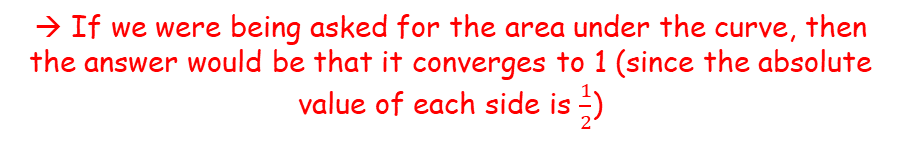 → If we were being asked for the area under the curve, then
the answer would be that it converges to 1 (since the absolute
value of each side is 1/2)